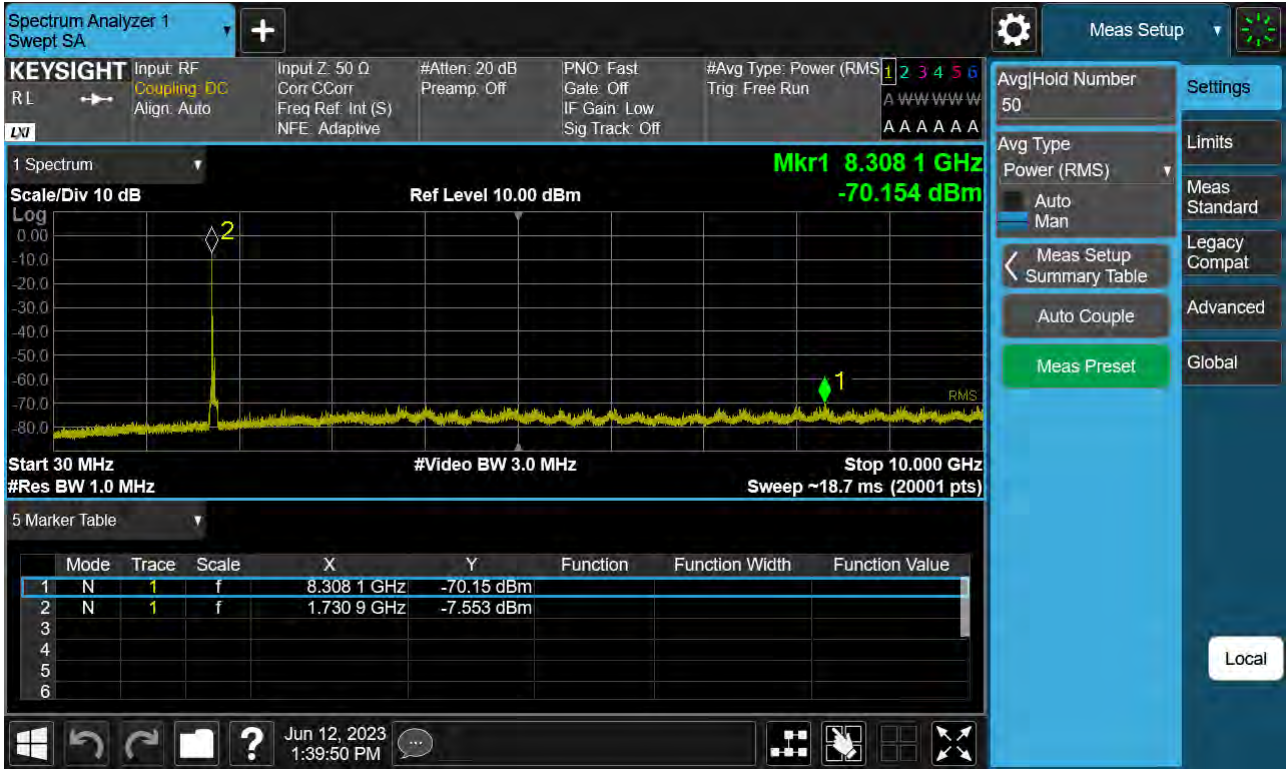 Spectrum Analyzer 1
Swept SA
+
Meas Setup
KEYSIGHT
RL
LXI
Input: RF
Coupling: DC
Align: Auto
Input Z: 50 Ω
Corr CCorr
Freq Ref: Int (S)
NFE: Adaptive
#Atten: 20 dB
Preamp: Off
PNO: Fast
Gate: Off
IF Gain: Low
Sig Track: Off
#Avg Type: Power (RMS
Trig: Free Run
1 2 3 4 5 6
A W W W W W
A A A A A A
1 Spectrum
Mkr1 8.308 1 GHz
-70.154 dBm
Scale/Div 10 dB
Ref Level 10.00 dBm
Log
0.00
-10.0
-20.0
-30.0
-40.0
-50.0
-60.0
-70.0
-80.0
2
1
RMS
Start 30 MHz
#Video BW 3.0 MHz
Stop 10.000 GHz
#Res BW 1.0 MHz
Sweep ~18.7 ms (20001 pts)
5 Marker Table
Mode Trace Scale X Y Function Function Width Function Value
1 N 1 f 8.308 1 GHz -70.15 dBm
2 N 1 f 1.730 9 GHz -7.553 dBm
3
4
5
6
Avg|Hold Number
50
Avg Type
Power (RMS)
Auto
Man
Meas Setup
Summary Table
Auto Couple
Meas Preset
Settings
Limits
Meas
Standard
Legacy
Compat
Advanced
Global
Local
?
Jun 12, 2023
1:39:50 PM